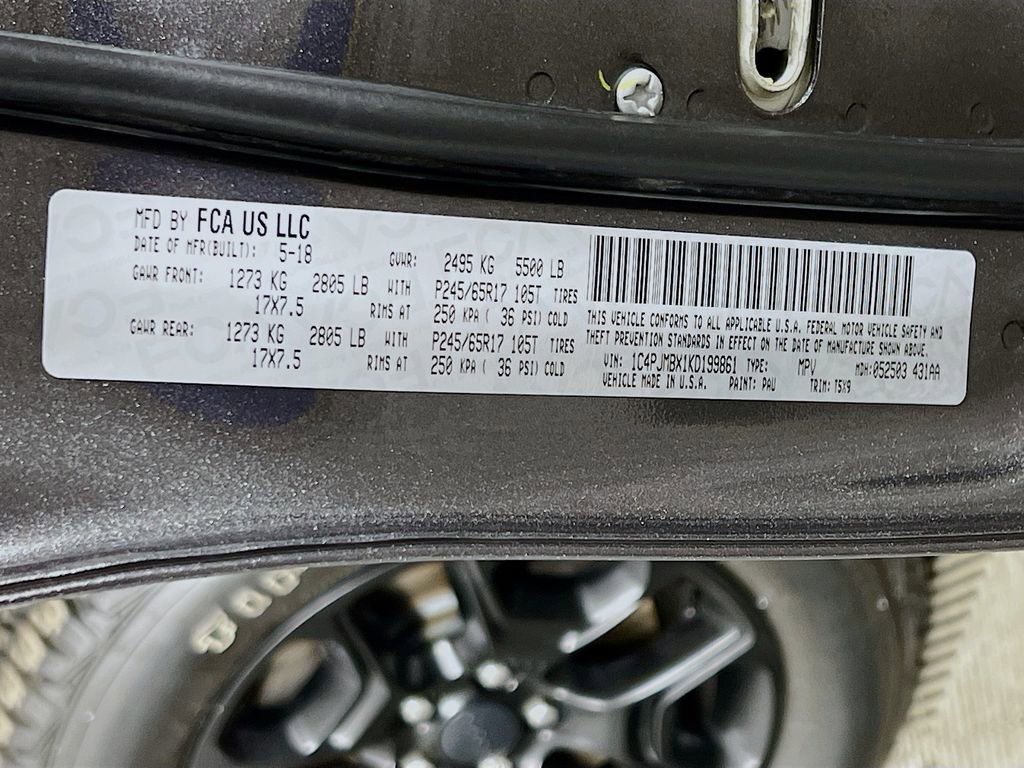 MFD BY FCA US LLC
DATE OF MFR(BUILT): 5-18 GVWR: 2495 KG 5500 LB
GAWR FRONT: 1273 KG 2805 LB WITH P245/65R17 105T TIRES
17X7.5 RIMS AT 250 KPA ( 36 PSI) COLD
GAWR REAR: 1273 KG 2805 LB WITH P245/65R17 105T TIRES
17X7.5 RIMS AT 250 KPA ( 36 PSI) COLD
THIS VEHICLE CONFORMS TO ALL APPLICABLE U.S.A. FEDERAL MOTOR VEHICLE SAFETY AND
THEFT PREVENTION STANDARDS IN EFFECT ON THE DATE OF MANUFACTURE SHOWN ABOVE.
VIN: 1C4PJMBX1KD199861 TYPE: MPV MDH:052503 431AA
VEHICLE MADE IN U.S.A. PAINT: PAU TRIM: T5X9